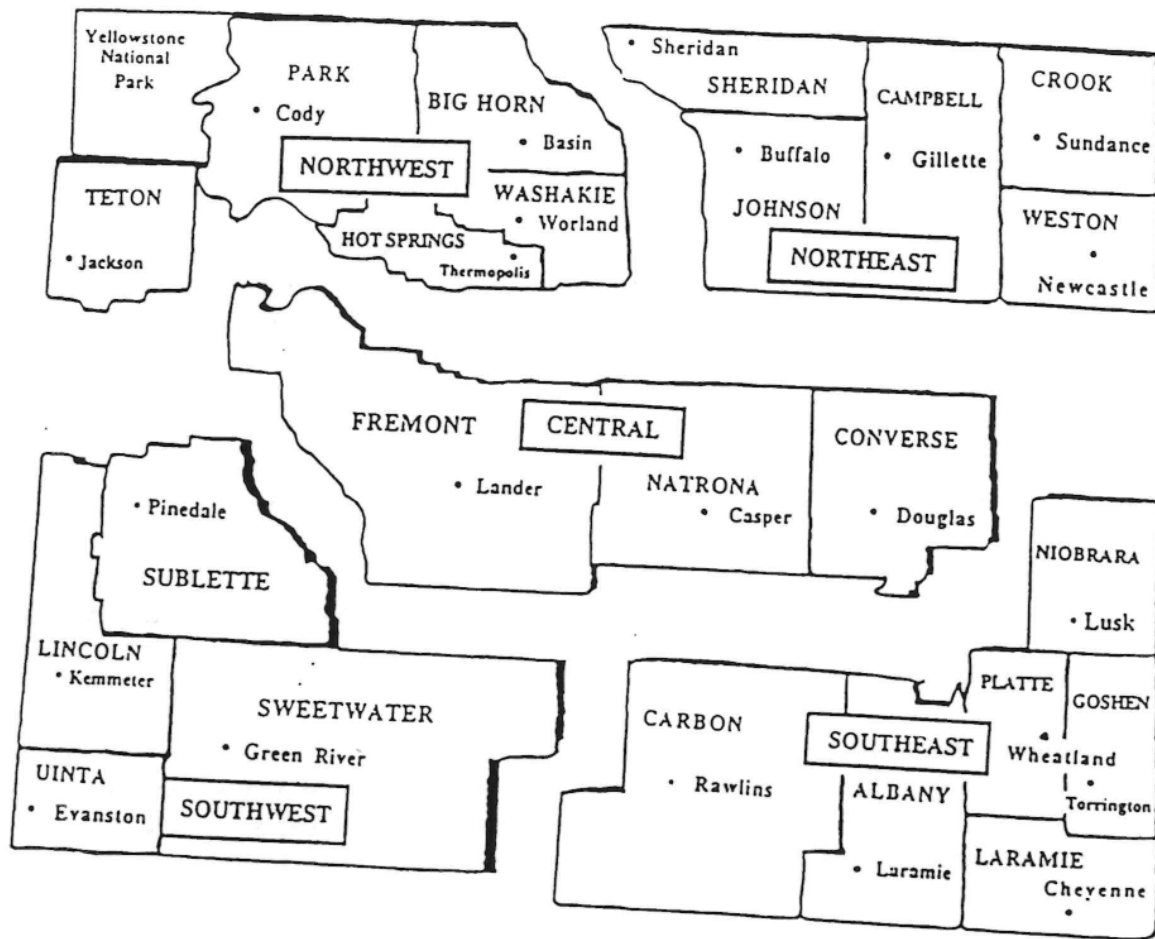 Yellowstone
National
Park
PARK
Cody
BIG HORN
Basin
NORTHWEST
TETON
Jackson
WASHAKIE
Worland
HOT SPRINGS
Thermopolis
Sheridan
SHERIDAN
CAMPBELL
CROOK
Buffalo
Gillette
Sundance
JOHNSON
WESTON
NORTHEAST
Newcastle
FREMONT
CENTRAL
CONVERSE
Lander
NATRONA
Casper
Douglas
Pinedale
SUBLETTE
LINCOLN
Kemmeter
SWEETWATER
Green River
UINTA
Evanston
SOUTHWEST
NIOBRARA
Lusk
PLATTE
GOSHEN
CARBON
SOUTHEAST
Wheatland
Rawlins
ALBANY
Torrington
Laramie
LARAMIE
Cheyenne